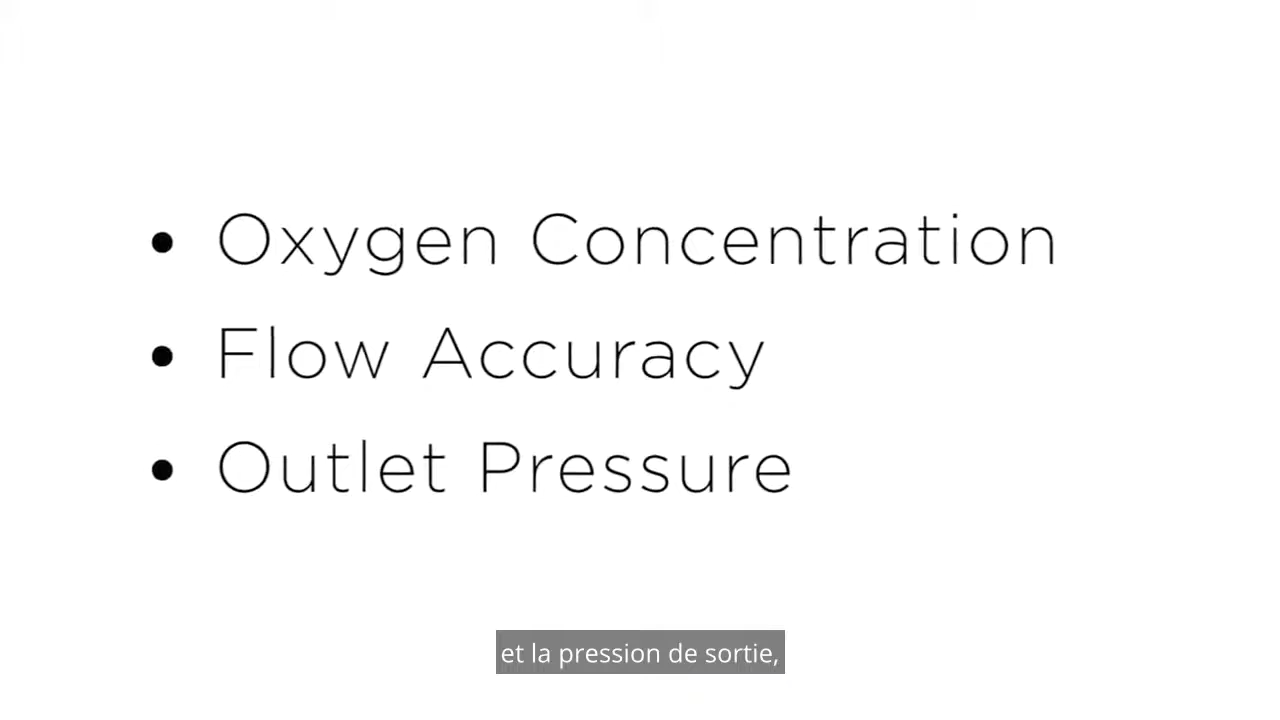 • Oxygen Concentration
• Flow Accuracy
• Outlet Pressure
et la pression de sortie,